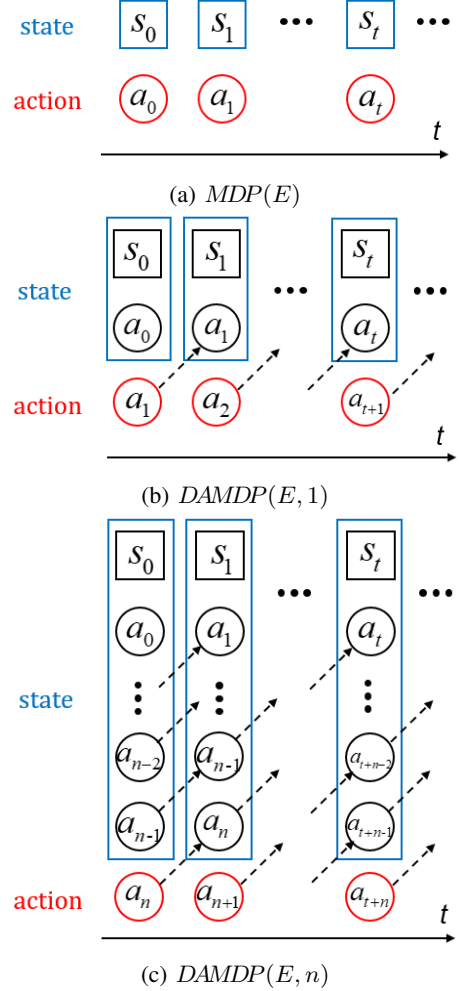 state s₀ s₁ ••• sₜ •••
action a₀ a₁ aₜ
t
(a) MDP(E)
s₀ s₁ sₜ
state ••• •••
a₀ a₁ aₜ
action a₁ a₂ aₜ₊₁
t
(b) DAMDP(E, 1)
s₀ s₁ sₜ
••• •••
a₀ a₁ aₜ
state ⋮ ⋮ ⋮
aₙ₋₂ aₙ₋₁ aₜ₊ₙ₋₂
aₙ₋₁ aₙ aₜ₊ₙ₋₁
action aₙ aₙ₊₁ aₜ₊ₙ
t
(c) DAMDP(E, n)